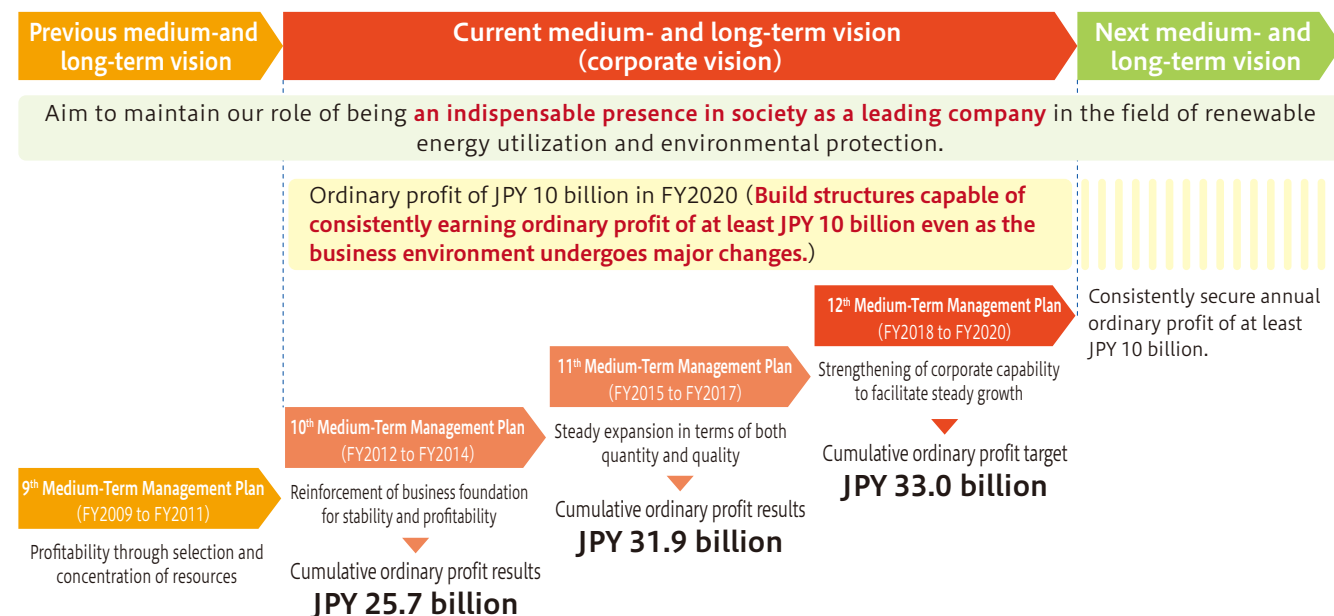 Previous medium-and
long-term vision
Current medium- and long-term vision
(corporate vision)
Next medium- and
long-term vision
Aim to maintain our role of being an indispensable presence in society as a leading company in the field of renewable
energy utilization and environmental protection.
Ordinary profit of JPY 10 billion in FY2020 (Build structures capable of
consistently earning ordinary profit of at least JPY 10 billion even as the
business environment undergoes major changes.)
9th Medium-Term Management Plan
(FY2009 to FY2011)
Profitability through selection and
concentration of resources
10th Medium-Term Management Plan
(FY2012 to FY2014)
Reinforcement of business foundation
for stability and profitability
Cumulative ordinary profit results
JPY 25.7 billion
11th Medium-Term Management Plan
(FY2015 to FY2017)
Steady expansion in terms of both
quantity and quality
Cumulative ordinary profit results
JPY 31.9 billion
12th Medium-Term Management Plan
(FY2018 to FY2020)
Strengthening of corporate capability
to facilitate steady growth
Cumulative ordinary profit target
JPY 33.0 billion
Consistently secure annual
ordinary profit of at least
JPY 10 billion.